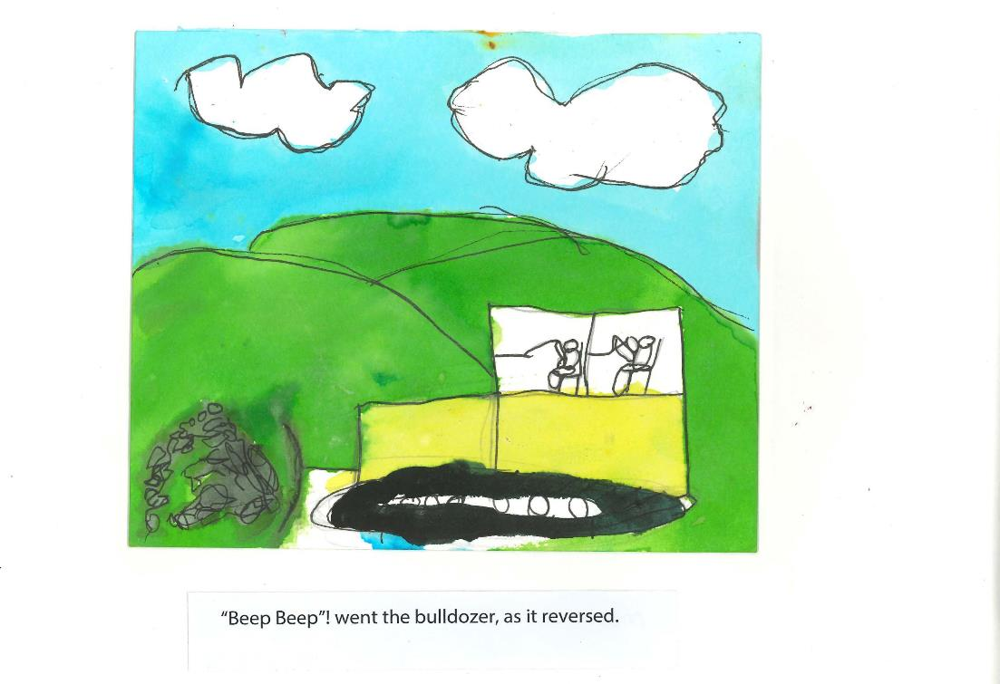 “Beep Beep”! went the bulldozer, as it reversed.